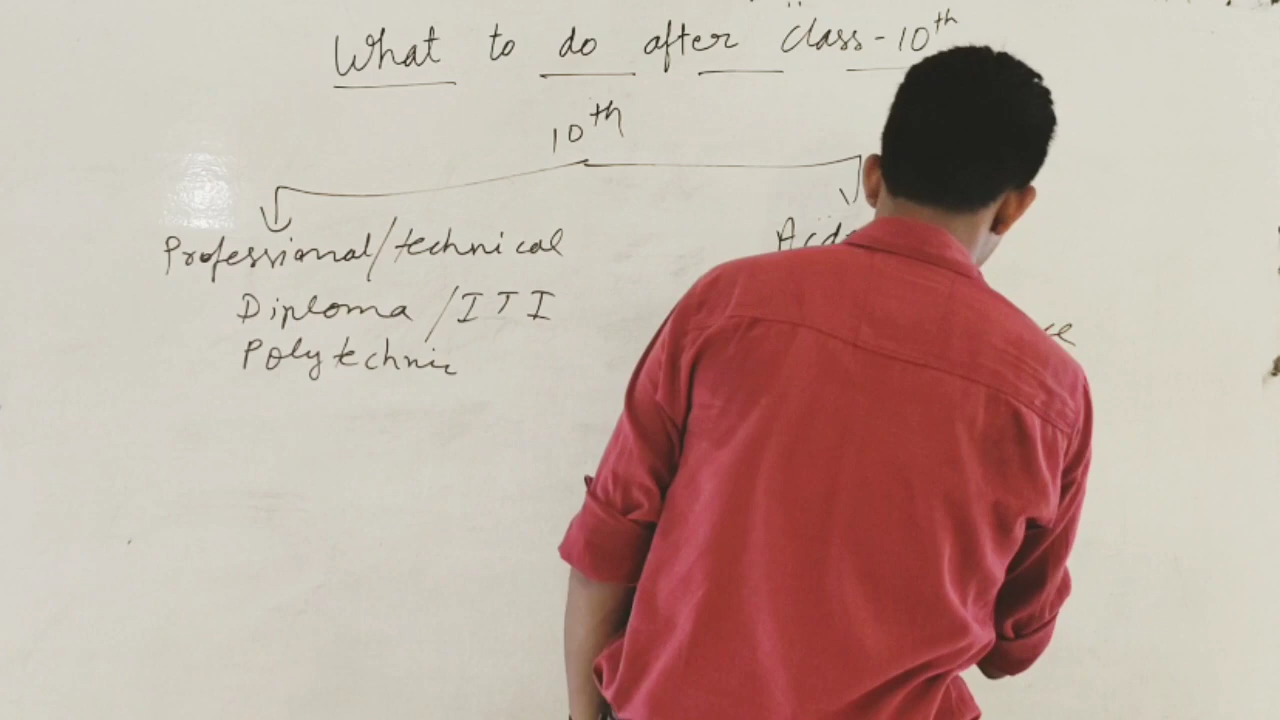 What to do after class-10th
10th
Professional/technical
Diploma /ITI
Polytechnic